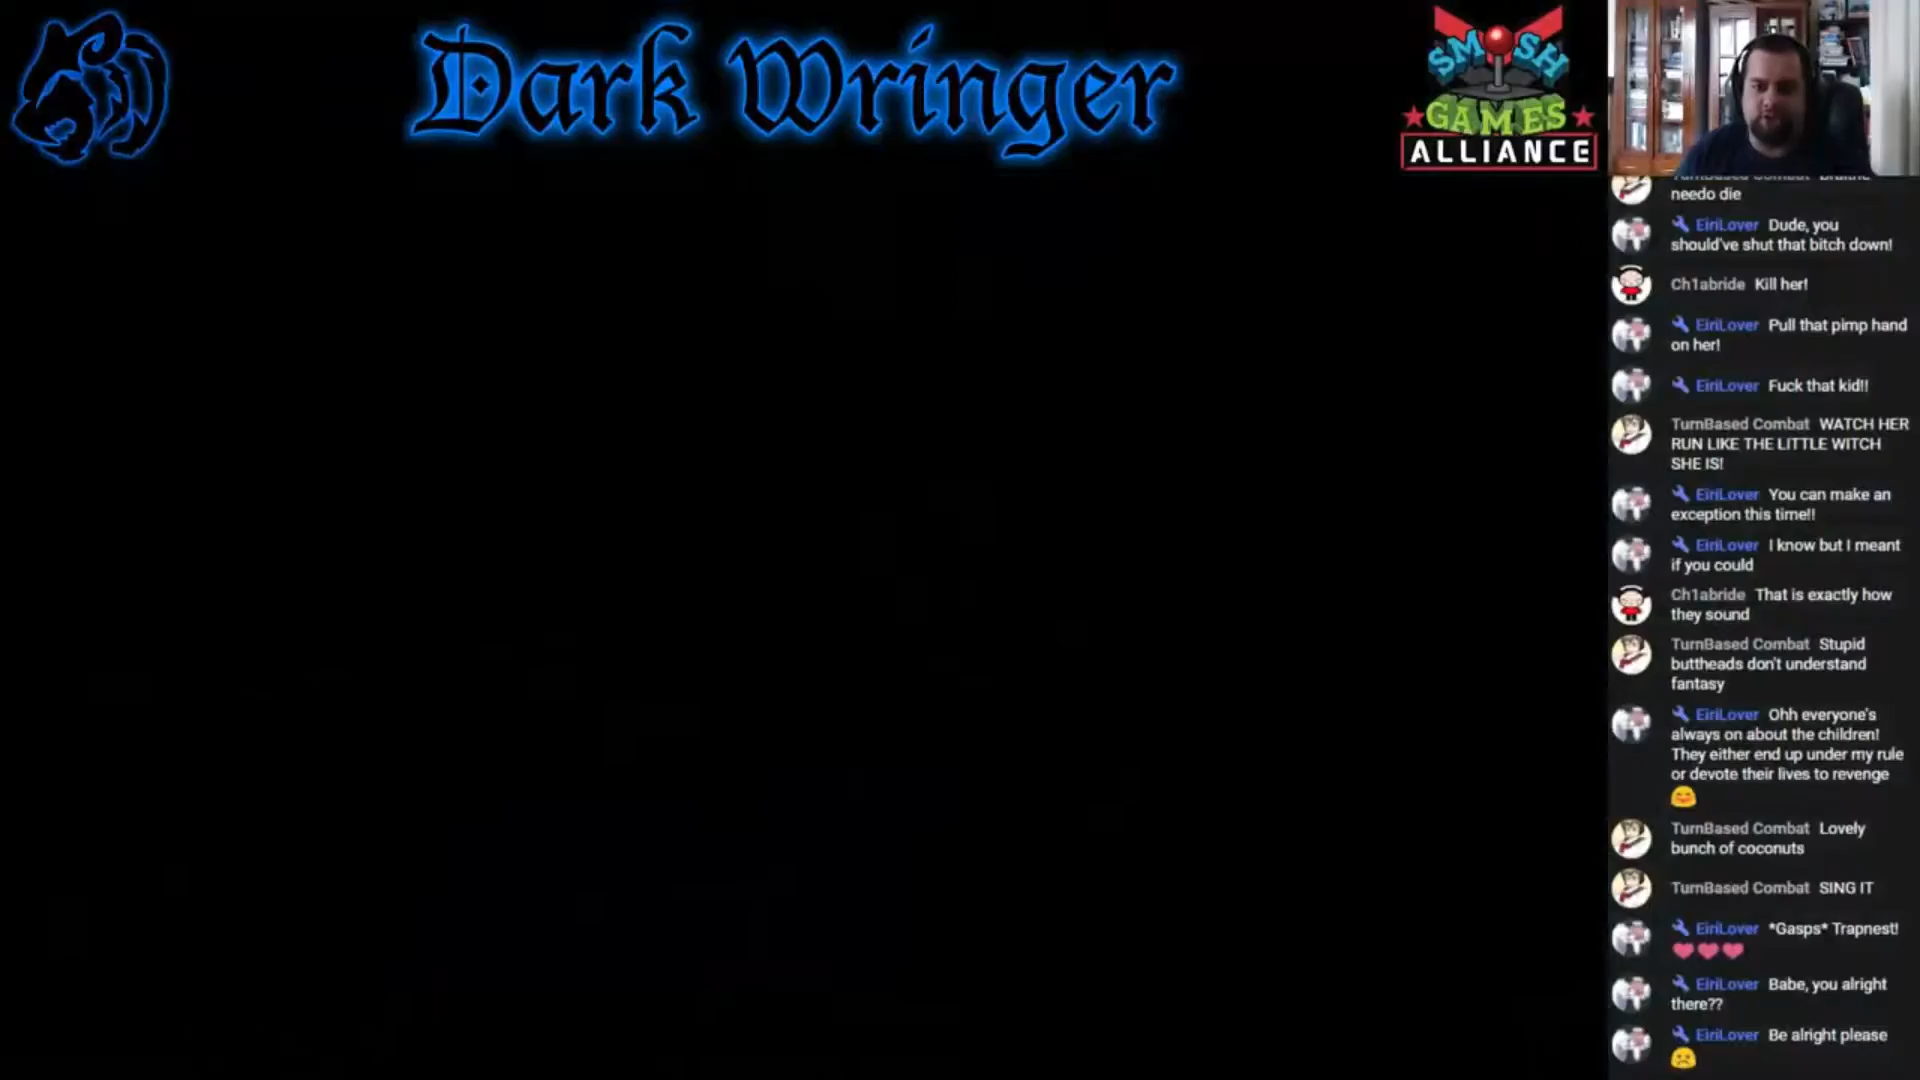 Dark Wringer
SMASH
GAMES
ALLIANCE
TurnBased Combat
needo die
EiriLover Dude, you
should've shut that bitch down!
Ch1abride Kill her!
EiriLover Pull that pimp hand
on her!
EiriLover Fuck that kid!!
TurnBased Combat WATCH HER
RUN LIKE THE LITTLE WITCH
SHE IS!
EiriLover You can make an
exception this time!!
EiriLover I know but I meant
if you could
Ch1abride That is exactly how
they sound
TurnBased Combat Stupid
buttheads don't understand
fantasy
EiriLover Ohh everyone's
always on about the children!
They either end up under my rule
or devote their lives to revenge
TurnBased Combat Lovely
bunch of coconuts
TurnBased Combat SING IT
EiriLover *Gasps* Trapnest!
EiriLover Babe, you alright
there??
EiriLover Be alright please